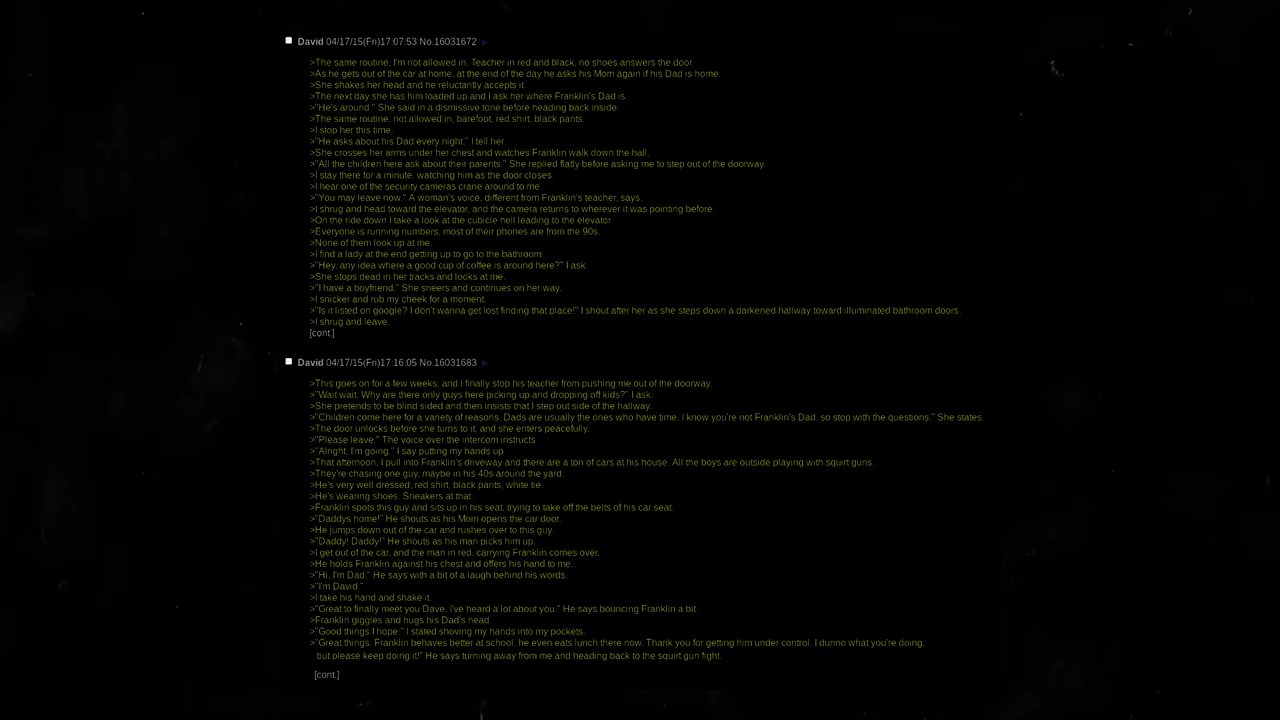 David 04/17/15(Fri)17:07:53 No.16031672 ►
>The same routine. I'm not allowed in. Teacher in red and black, no shoes answers the door.
>As he gets out of the car at home, at the end of the day he asks his Mom again if his Dad is home.
>She shakes her head and he reluctantly accepts it.
>The next day she has him loaded up and I ask her where Franklin's Dad is.
>"He's around." She said in a dismissive tone before heading back inside.
>The same routine, not allowed in, barefoot, red shirt, black pants.
>I stop her this time.
>"He asks about his Dad every night." I tell her.
>She crosses her arms under her chest and watches Franklin walk down the hall.
>"All the children here ask about their parents." She replied flatly before asking me to step out of the doorway.
>I stay there for a minute, watching him as the door closes.
>I hear one of the security cameras crane around to me.
>"You may leave now." A woman's voice, different from Franklin's teacher, says.
>I shrug and head toward the elevator, and the camera returns to wherever it was pointing before.
>On the ride down I take a look at the cubicle hell leading to the elevator.
>Everyone is running numbers, most of their phones are from the 90s.
>None of them look up at me.
>I find a lady at the end getting up to go to the bathroom.
>"Hey, any idea where a good cup of coffee is around here?" I ask.
>She stops dead in her tracks and looks at me.
>"I have a boyfriend." She sneers and continues on her way.
>I snicker and rub my cheek for a moment.
>"Is it listed on google? I don't wanna get lost finding that place!" I shout after her as she steps down a darkened hallway toward illuminated bathroom doors.
>I shrug and leave.
[cont.]
David 04/17/15(Fri)17:16:05 No.16031683 ►
>This goes on for a few weeks, and I finally stop his teacher from pushing me out of the doorway.
>"Wait wait. Why are there only guys here picking up and dropping off kids?" I ask.
>She pretends to be blind sided and then insists that I step out side of the hallway.
>"Children come here for a variety of reasons. Dads are usually the ones who have time. I know you're not Franklin's Dad, so stop with the questions." She states.
>The door unlocks before she turns to it, and she enters peacefully.
>"Please leave." The voice over the intercom instructs.
>"Alright, I'm going." I say putting my hands up.
>That afternoon, I pull into Franklin's driveway and there are a ton of cars at his house. All the boys are outside playing with squirt guns.
>They're chasing one guy, maybe in his 40s around the yard.
>He's very well dressed, red shirt, black pants, white tie.
>He's wearing shoes. Sneakers at that.
>Franklin spots this guy and sits up in his seat, trying to take off the belts of his car seat.
>"Daddys home!" He shouts as his Mom opens the car door.
>He jumps down out of the car and rushes over to this guy.
>"Daddy! Daddy!" He shouts as his man picks him up.
>I get out of the car, and the man in red, carrying Franklin comes over.
>He holds Franklin against his chest and offers his hand to me.
>"Hi, I'm Dad." He says with a bit of a laugh behind his words.
>"I'm David."
>I take his hand and shake it.
>"Great to finally meet you Dave, I've heard a lot about you." He says bouncing Franklin a bit.
>Franklin giggles and hugs his Dad's head.
>"Good things I hope." I stated shoving my hands into my pockets.
>"Great things. Franklin behaves better at school, he even eats lunch there now. Thank you for getting him under control. I dunno what you're doing,
but please keep doing it!" He says turning away from me and heading back to the squirt gun fight.
[cont.]